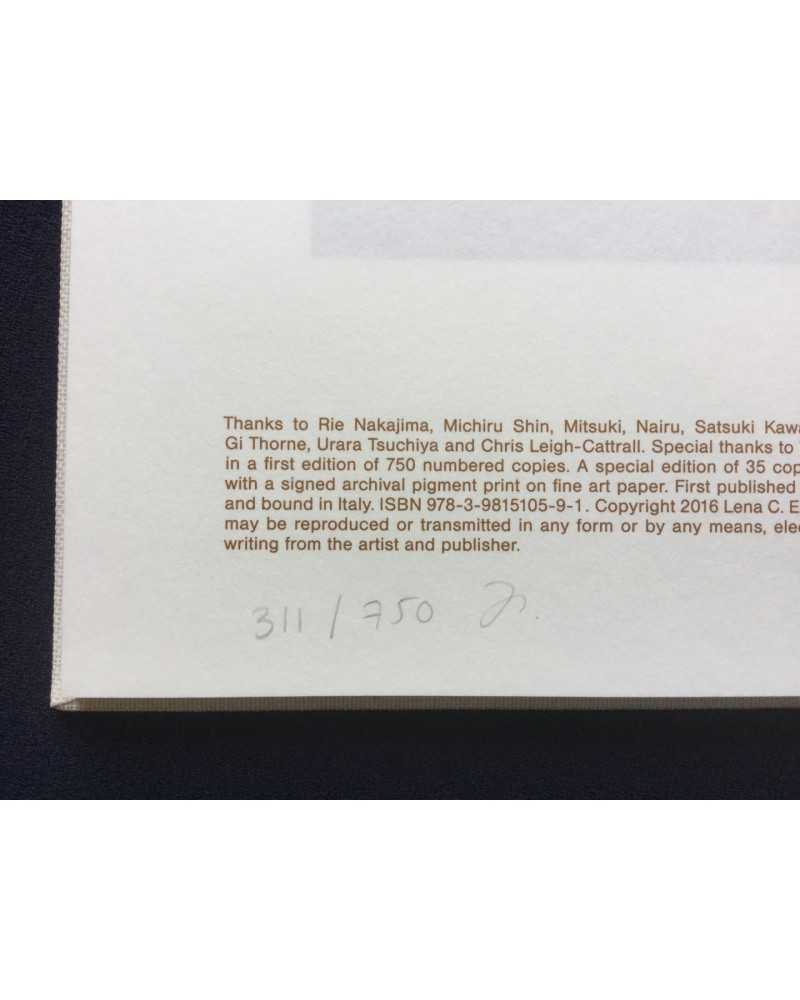 Thanks to Rie Nakajima, Michiru Shin, Mitsuki, Nairu, Satsuki Kawa
Gi Thorne, Urara Tsuchiya and Chris Leigh-Cattrall. Special thanks to
in a first edition of 750 numbered copies. A special edition of 35 cop
with a signed archival pigment print on fine art paper. First published
and bound in Italy. ISBN 978-3-9815105-9-1. Copyright 2016 Lena C. E
may be reproduced or transmitted in any form or by any means, elec
writing from the artist and publisher.
311 / 750